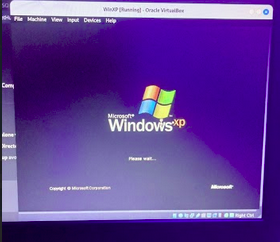 WinXP [Running] - Oracle VirtualBox
File Machine View Input Devices Help
Microsoft®
Windows xp
Please wait...
Copyright © Microsoft Corporation
Microsoft
Right Ctrl